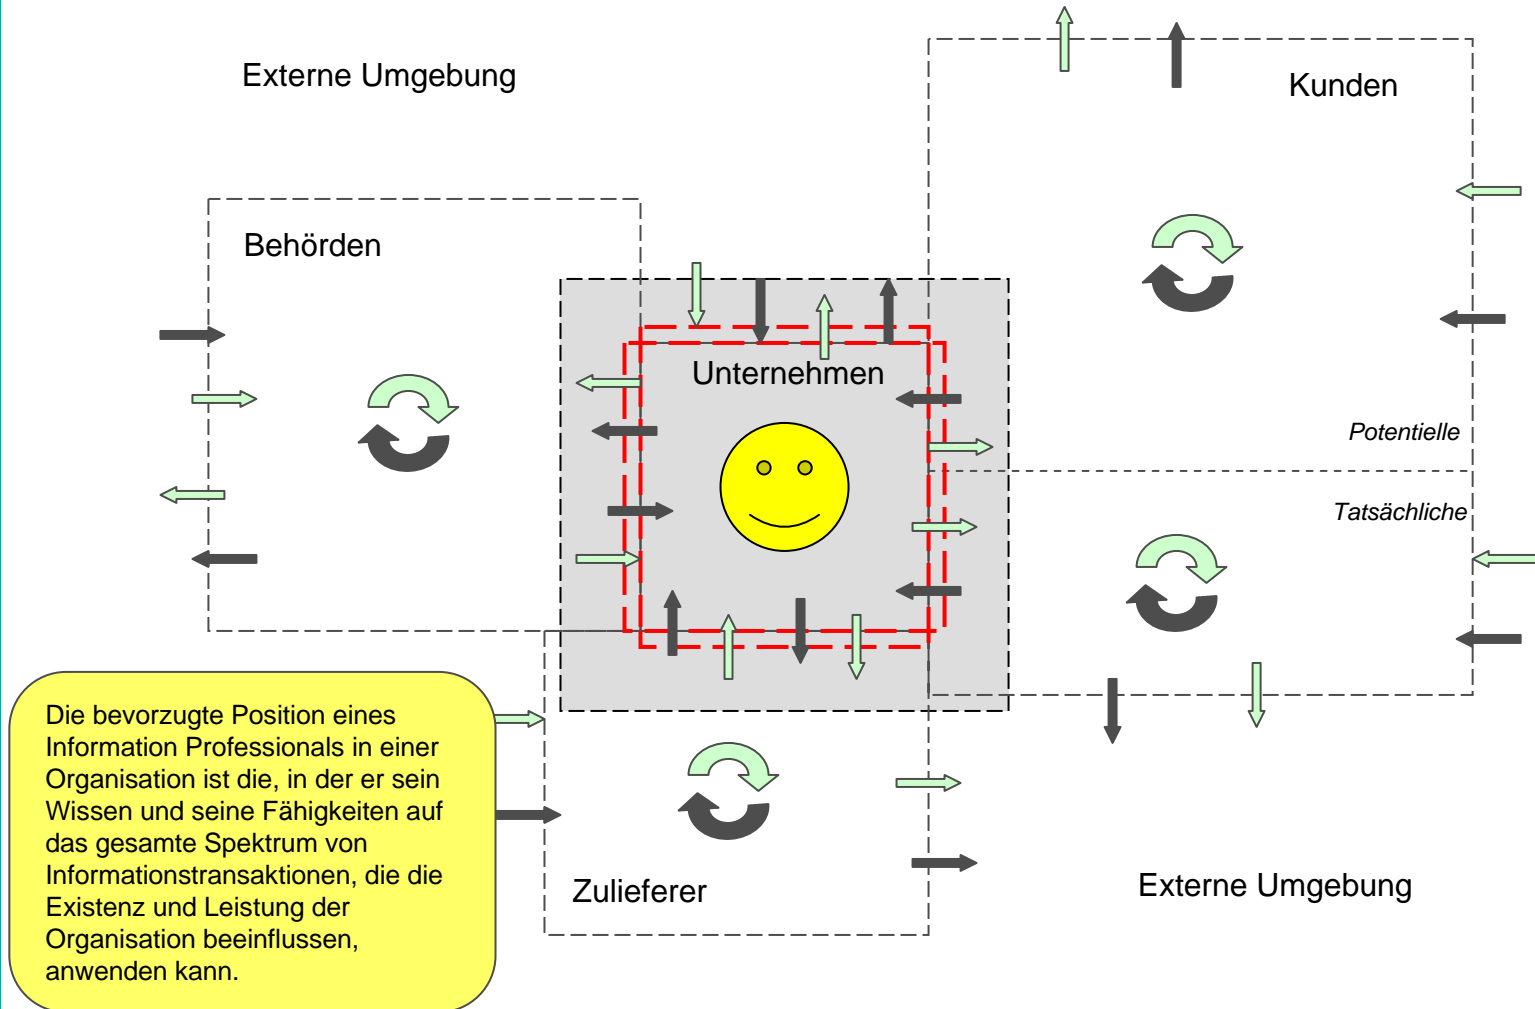 Externe Umgebung
Kunden
Behörden
Unternehmen
Potentielle
Tatsächliche
Die bevorzugte Position eines
Information Professionals in einer
Organisation ist die, in der er sein
Wissen und seine Fähigkeiten auf
das gesamte Spektrum von
Informationstransaktionen, die die
Existenz und Leistung der
Organisation beeinflussen,
anwenden kann.
Zulieferer
Externe Umgebung